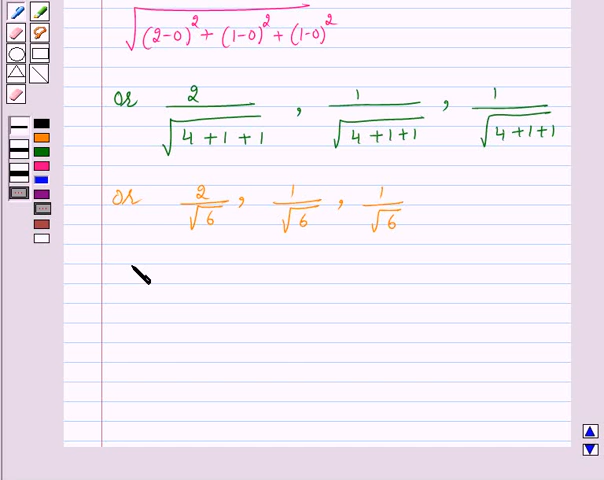 √(2-0)² + (1-0)² + (1-0)²
or 2/√4+1+1 , 1/√4+1+1 , 1/√4+1+1
or 2/√6 , 1/√6 , 1/√6